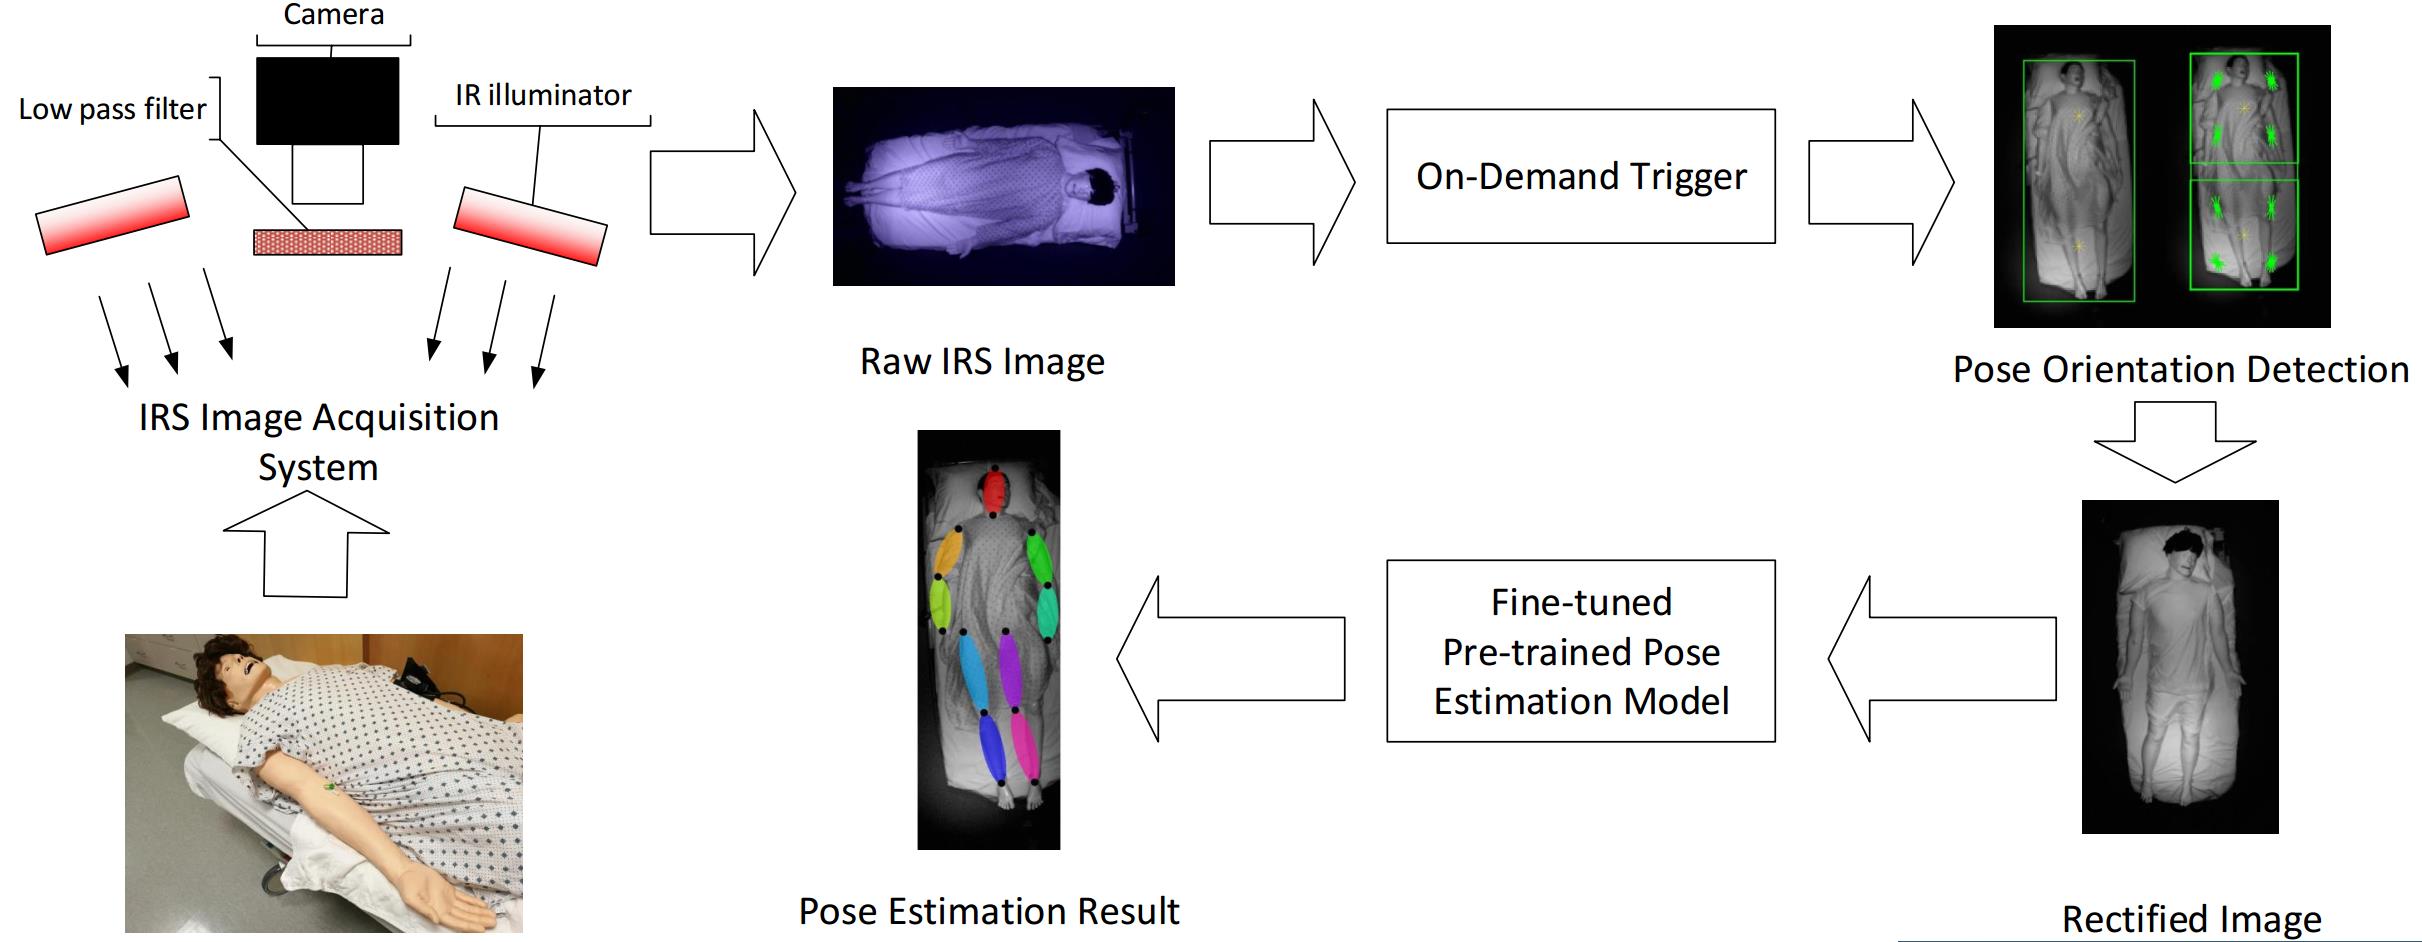 Camera
Low pass filter
IR illuminator
IRS Image Acquisition
System
Raw IRS Image
On-Demand Trigger
Pose Orientation Detection
Rectified Image
Fine-tuned
Pre-trained Pose
Estimation Model
Pose Estimation Result